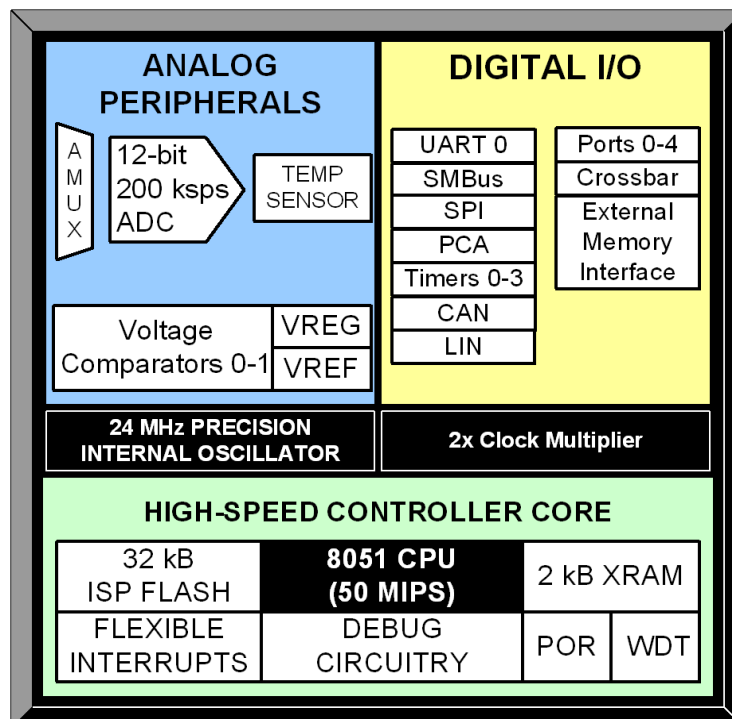 ANALOG
PERIPHERALS
A
M
U
X
12-bit
200 ksps
ADC
TEMP
SENSOR
Voltage
Comparators 0-1
VREG
VREF
DIGITAL I/O
UART 0
SMBus
SPI
PCA
Timers 0-3
CAN
LIN
Ports 0-4
Crossbar
External
Memory
Interface
24 MHz PRECISION
INTERNAL OSCILLATOR
2x Clock Multiplier
HIGH-SPEED CONTROLLER CORE
32 kB
ISP FLASH
8051 CPU
(50 MIPS)
2 kB XRAM
FLEXIBLE
INTERRUPTS
DEBUG
CIRCUITRY
POR
WDT